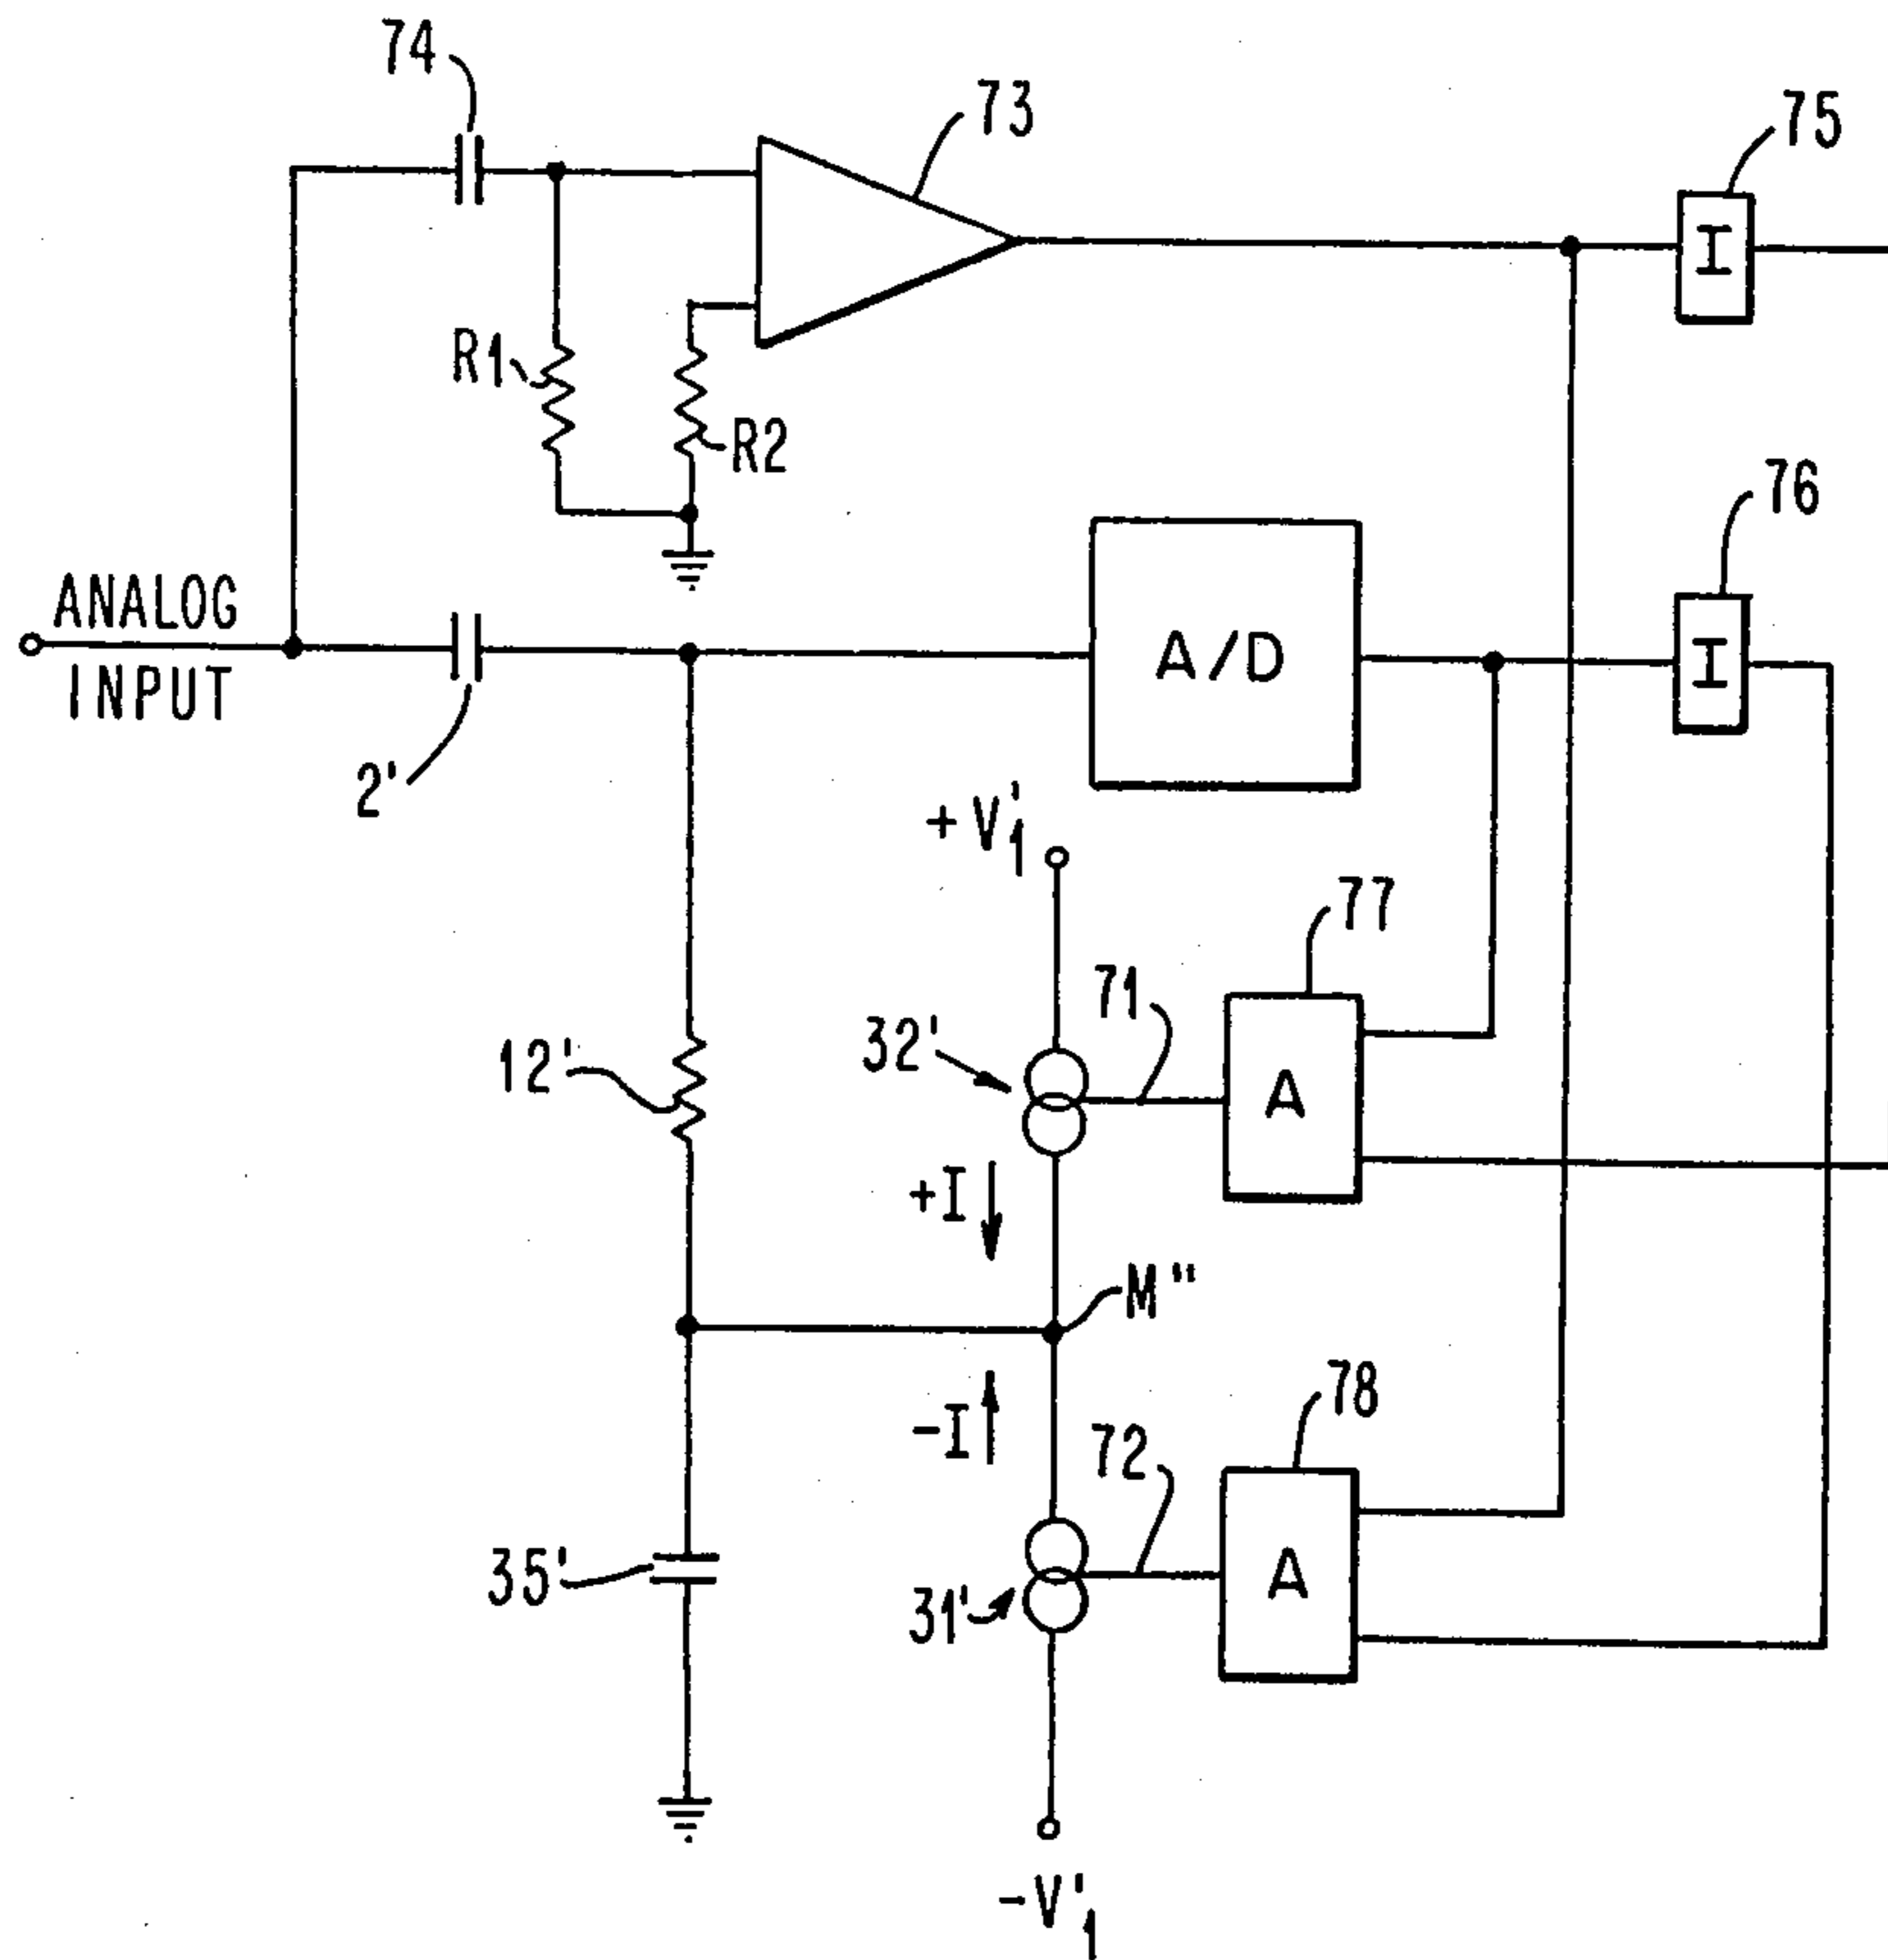 74
73
75
I
R1
R2
76
ANALOG
INPUT
A/D
I
2'
+V'1
77
71
32'
12'
A
+I
M"
78
-I
72
35'
31'
A
-V'1